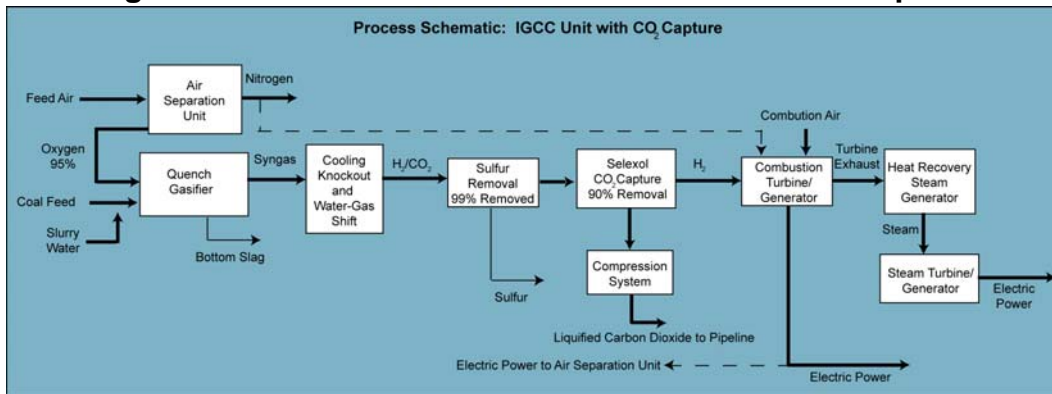 Process Schematic: IGCC Unit with CO2 Capture
Feed Air
Air
Separation
Unit
Nitrogen
Oxygen
95%
Coal Feed
Slurry
Water
Quench
Gasifier
Bottom Slag
Syngas
Cooling
Knockout
and
Water-Gas
Shift
H2/CO2
Sulfur
Removal
99% Removed
Sulfur
Selexol
CO2 Capture
90% Removal
Compression
System
Liquified Carbon Dioxide to Pipeline
H2
Combution Air
Combustion
Turbine/
Generator
Turbine
Exhaust
Heat Recovery
Steam
Generator
Steam
Steam Turbine/
Generator
Electric
Power
Electric Power to Air Separation Unit
Electric Power